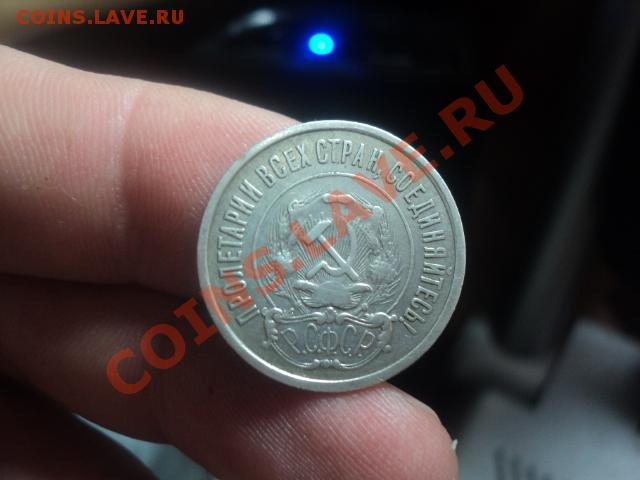 COINS.LAVE.RU
ПРОЛЕТАРИИ ВСЕХ СТРАН, СОЕДИНЯЙТЕСЬ!
Р.С.Ф.С.Р.
COINS.LAVE.RU